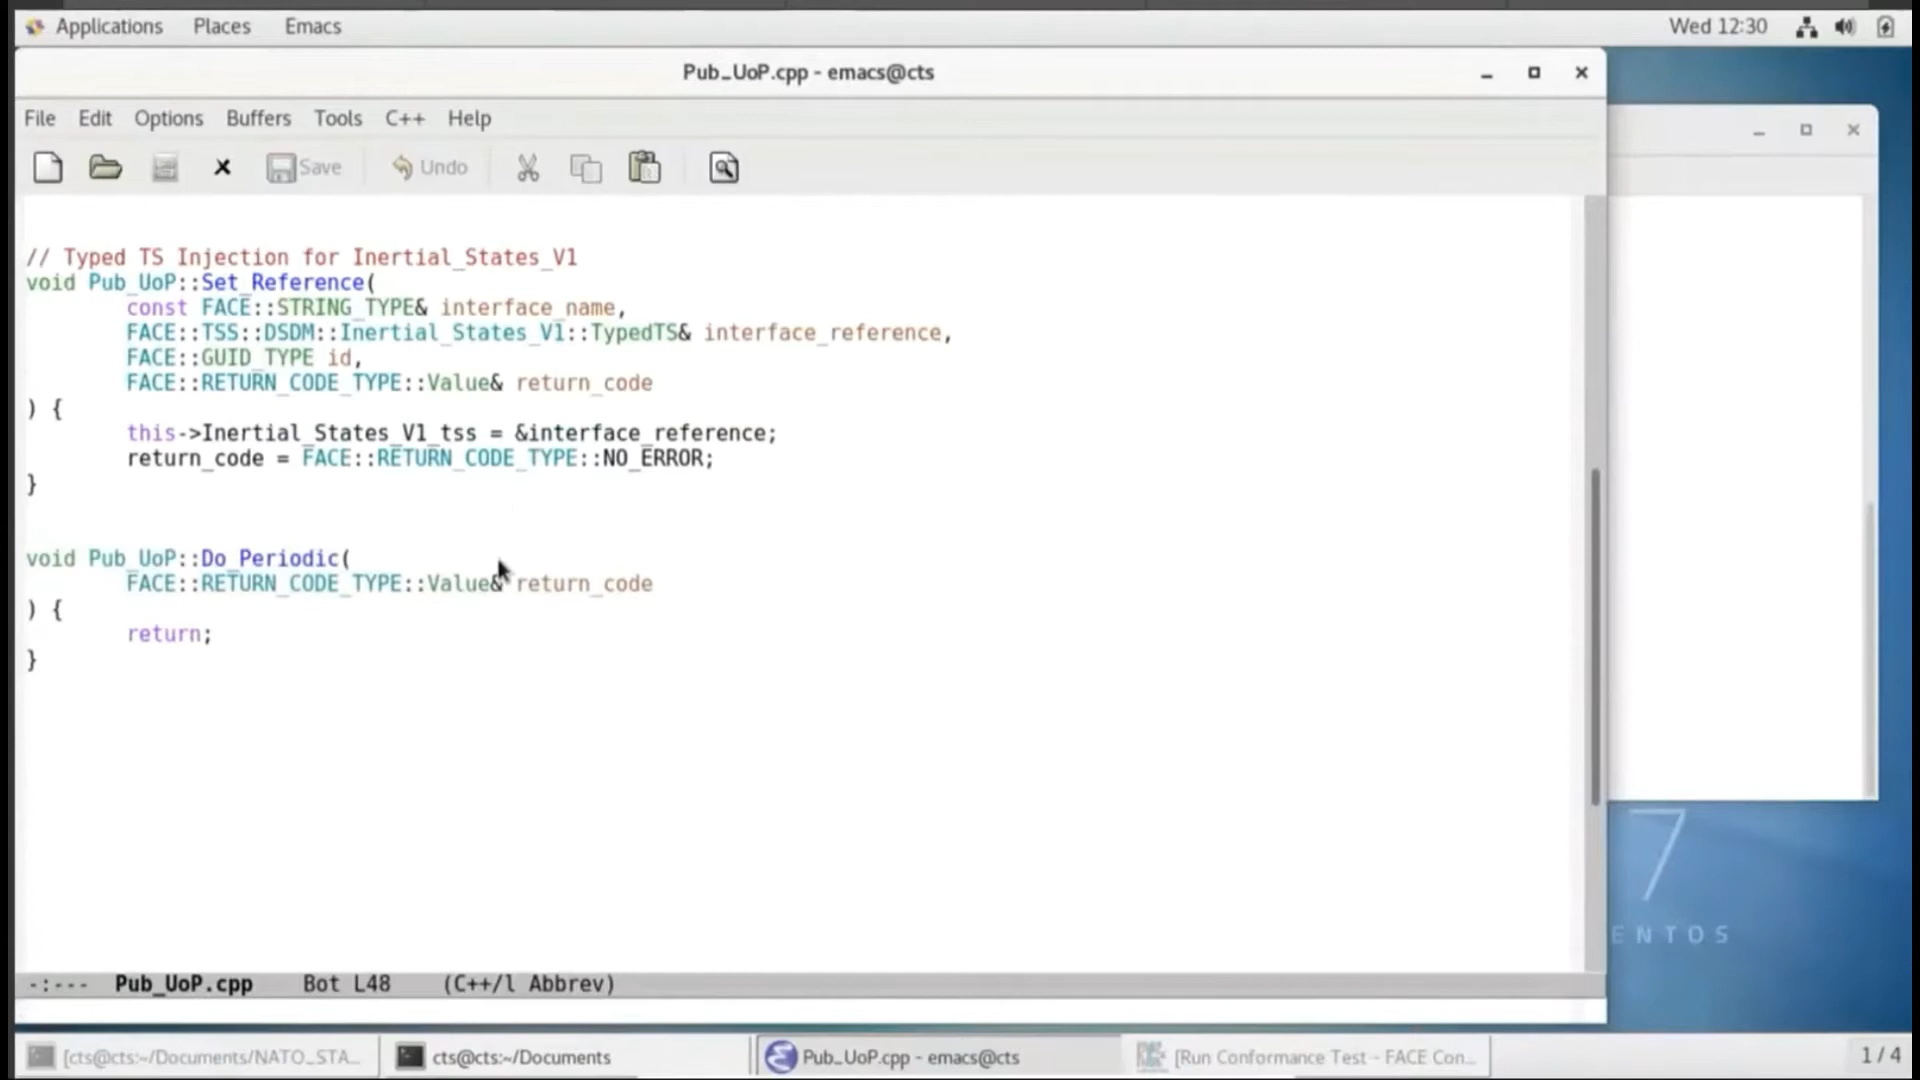 Applications Places Emacs Wed 12:30
Pub_UoP.cpp - emacs@cts
File Edit Options Buffers Tools C++ Help
Save Undo
// Typed TS Injection for Inertial_States_V1
void Pub_UoP::Set_Reference(
const FACE::STRING_TYPE& interface_name,
FACE::TSS::DSDM::Inertial_States_V1::TypedTS& interface_reference,
FACE::GUID_TYPE id,
FACE::RETURN_CODE_TYPE::Value& return_code
) {
this->Inertial_States_V1_tss = &interface_reference;
return_code = FACE::RETURN_CODE_TYPE::NO_ERROR;
}
void Pub_UoP::Do_Periodic(
FACE::RETURN_CODE_TYPE::Value& return_code
) {
return;
}
7
ENTOS
-:--- Pub_UoP.cpp Bot L48 (C++/l Abbrev)
[cts@cts:~/Documents/NATO_STA... cts@cts:~/Documents Pub_UoP.cpp - emacs@cts [Run Conformance Test - FACE Con... 1 / 4